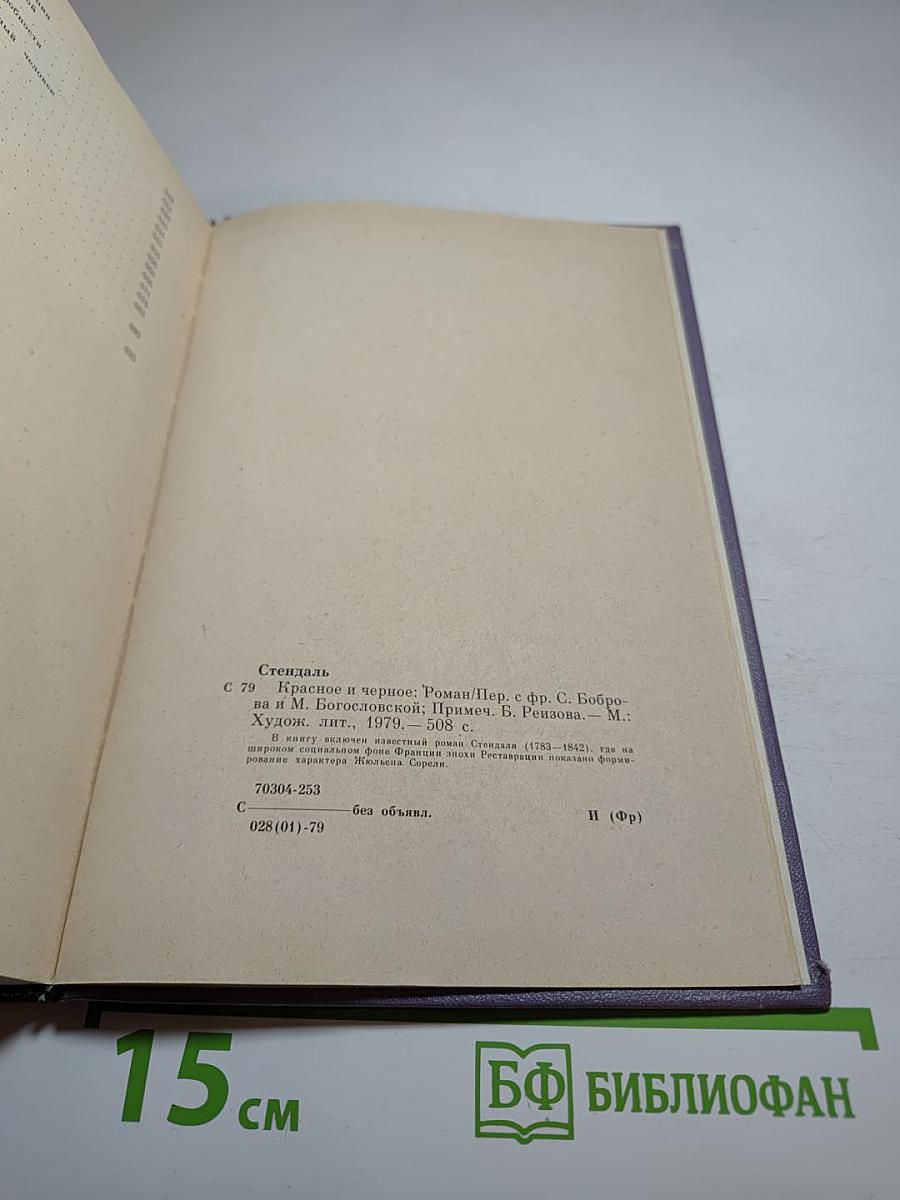 человек
Стендаль
С 79 Красное и черное: Роман/Пер. с фр. С. Бобро-
ва и М. Богословской; Примеч. Б. Реизова.— М.:
Худож. лит., 1979.— 508 с.
В книгу включен известный роман Стендаля (1783—1842), где на
широком социальном фоне Франции эпохи Реставрации показано форми-
рование характера Жюльена Сореля.
70304-253
С————без объявл. И (Фр)
028(01)-79
15 см
БФ БИБЛИОФАН